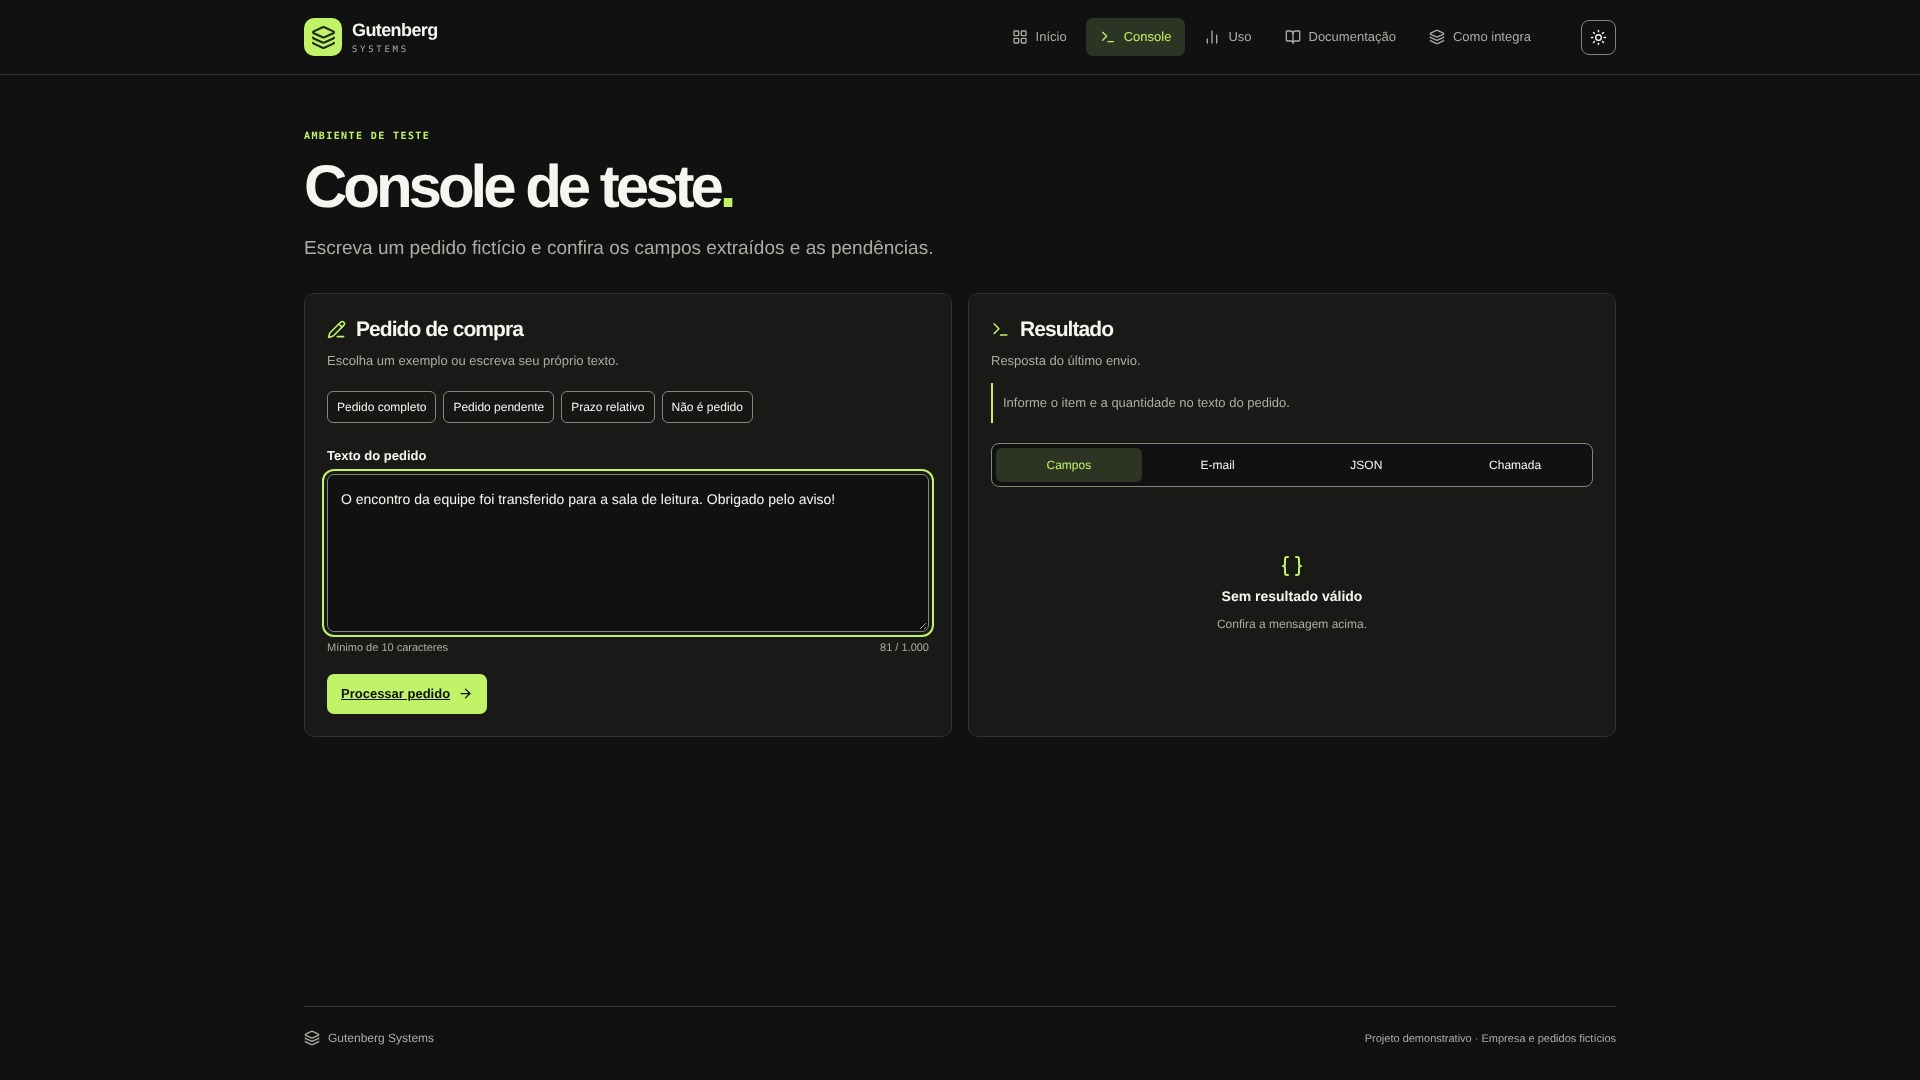 Gutenberg
SYSTEMS
Início
Console
Uso
Documentação
Como integra
AMBIENTE DE TESTE
Console de teste.
Escreva um pedido fictício e confira os campos extraídos e as pendências.
Pedido de compra
Escolha um exemplo ou escreva seu próprio texto.
Pedido completo
Pedido pendente
Prazo relativo
Não é pedido
Texto do pedido
O encontro da equipe foi transferido para a sala de leitura. Obrigado pelo aviso!
Mínimo de 10 caracteres
81 / 1.000
Processar pedido
Resultado
Resposta do último envio.
Informe o item e a quantidade no texto do pedido.
Campos
E-mail
JSON
Chamada
Sem resultado válido
Confira a mensagem acima.
Gutenberg Systems
Projeto demonstrativo · Empresa e pedidos fictícios